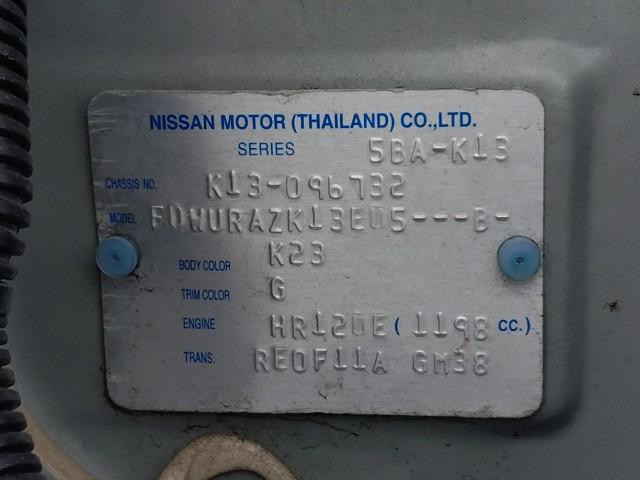 NISSAN MOTOR (THAILAND) CO.,LTD.
SERIES 5BA-K13
CHASSIS NO. K13-096732
MODEL FDWURAZK13ED5---B-
BODY COLOR K23
TRIM COLOR G
ENGINE HR12DE ( 1198 CC.)
TRANS. RE0F11A GM38